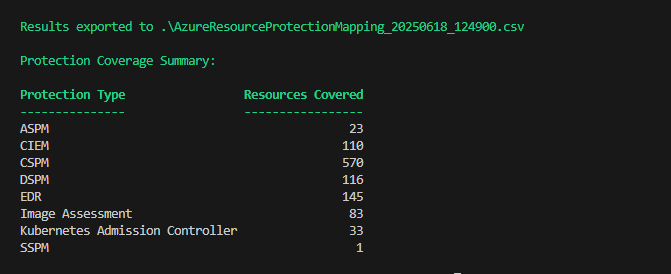 Results exported to .\AzureResourceProtectionMapping_20250618_124900.csv
Protection Coverage Summary:
Protection Type Resources Covered
--------------- -----------------
ASPM 23
CIEM 110
CSPM 570
DSPM 116
EDR 145
Image Assessment 83
Kubernetes Admission Controller 33
SSPM 1